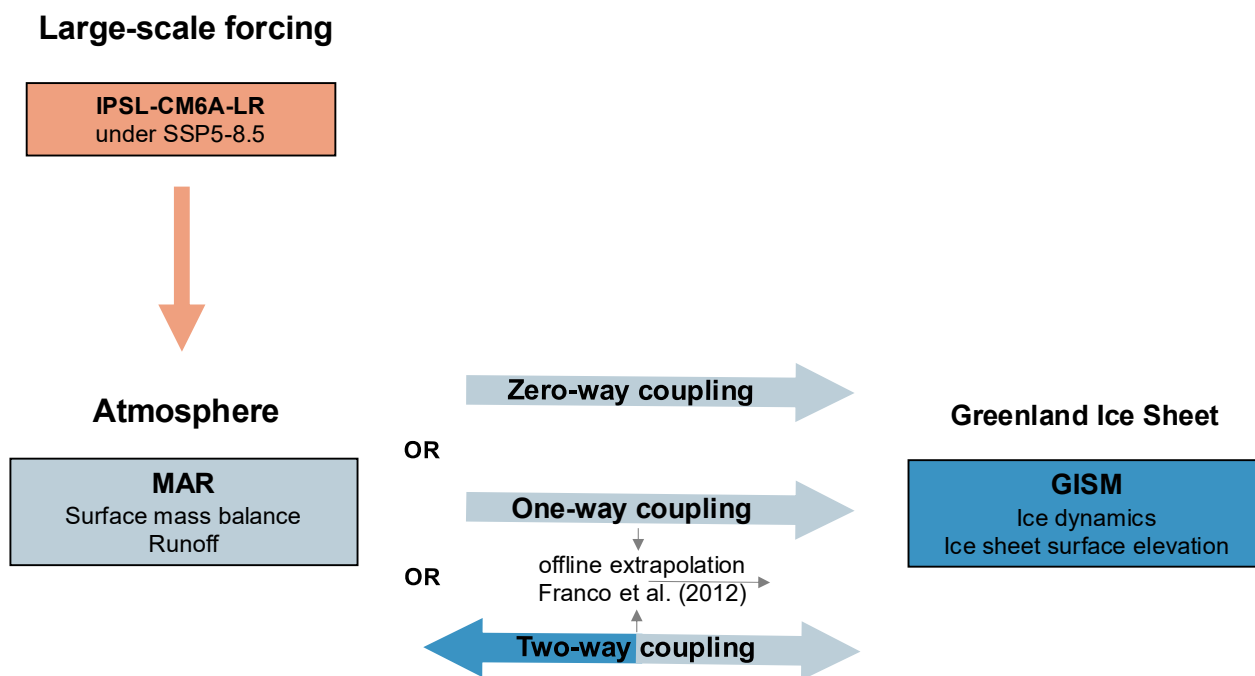 Large-scale forcing
IPSL-CM6A-LR
under SSP5-8.5
Atmosphere
MAR
Surface mass balance
Runoff
Zero-way coupling
OR
One-way coupling
offline extrapolation
Franco et al. (2012)
OR
Two-way coupling
Greenland Ice Sheet
GISM
Ice dynamics
Ice sheet surface elevation